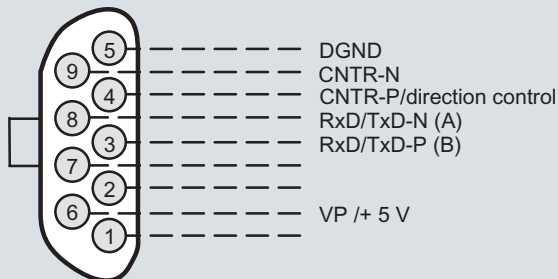 5 DGND
9 CNTR-N
4 CNTR-P/direction control
8 RxD/TxD-N (A)
3 RxD/TxD-P (B)
7
2
6 VP /+ 5 V
1